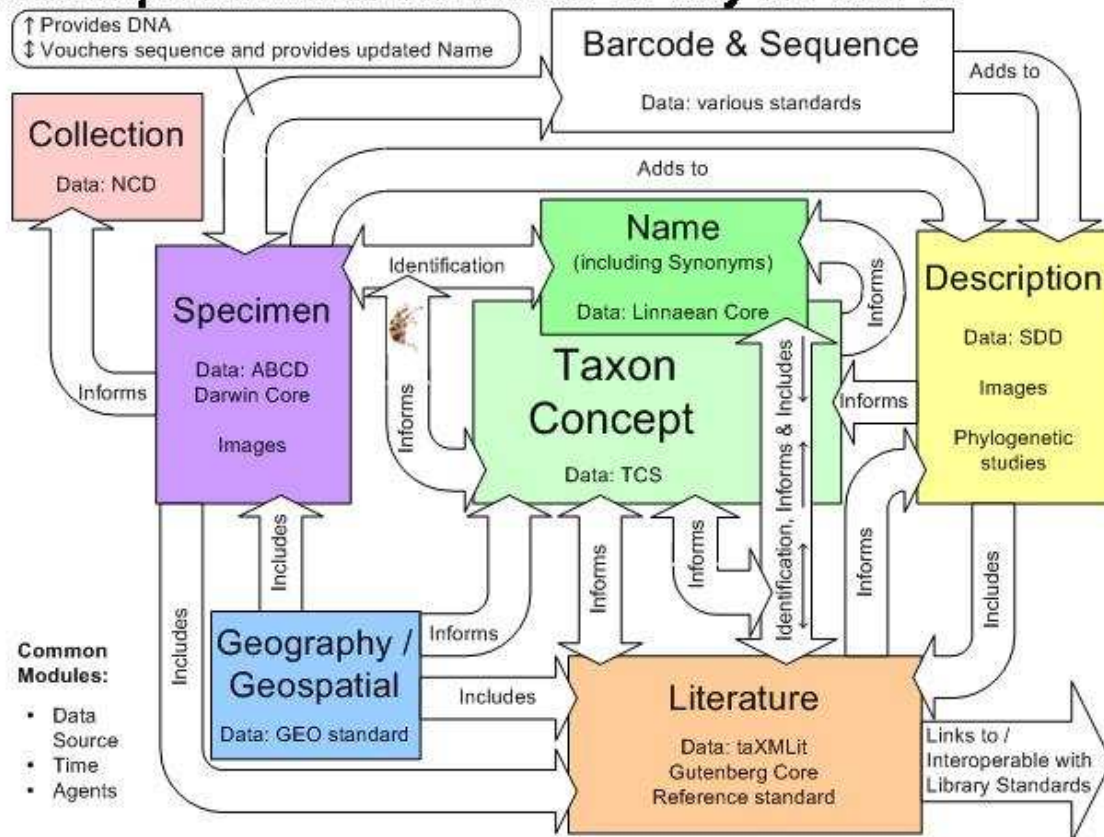 ↑ Provides DNA
↕ Vouchers sequence and provides updated Name
Barcode & Sequence
Data: various standards
Adds to
Collection
Data: NCD
Adds to
Name
(including Synonyms)
Data: Linnaean Core
Identification
Informs
Specimen
Data: ABCD
Darwin Core
Images
Description
Data: SDD
Images
Phylogenetic
studies
Taxon
Concept
Data: TCS
Informs
Informs
Informs
Identification, Informs & Includes
Includes
Informs
Informs
Informs
Informs
Includes
Geography /
Geospatial
Data: GEO standard
Informs
Includes
Includes
Literature
Data: taXMLit
Gutenberg Core
Reference standard
Links to /
Interoperable with
Library Standards
Common
Modules:
• Data
Source
• Time
• Agents